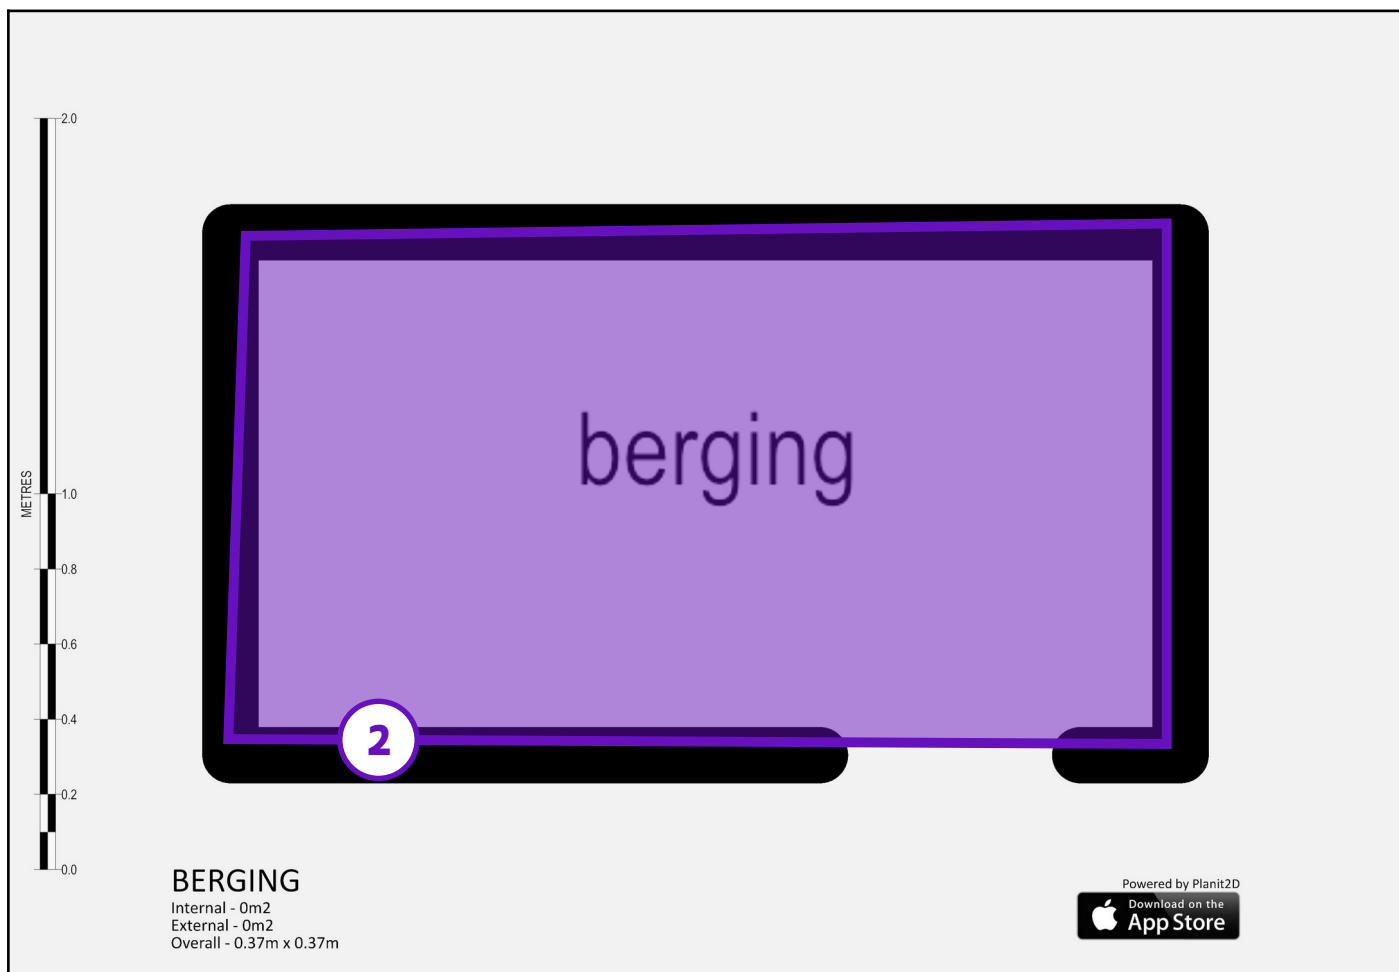 2.0
METRES
1.0
0.8
0.6
0.4
0.2
0.0
berging
2
BERGING
Internal - 0m2
External - 0m2
Overall - 0.37m x 0.37m
Powered by Planit2D
Download on the
App Store